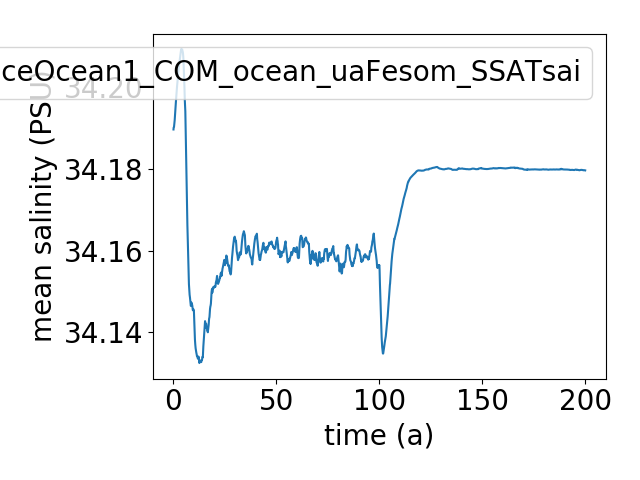 ceOcean1_COM_ocean_uaFesom_SSATsai
34.20
34.18
34.16
34.14
mean salinity (PSU)
0 50 100 150 200
time (a)